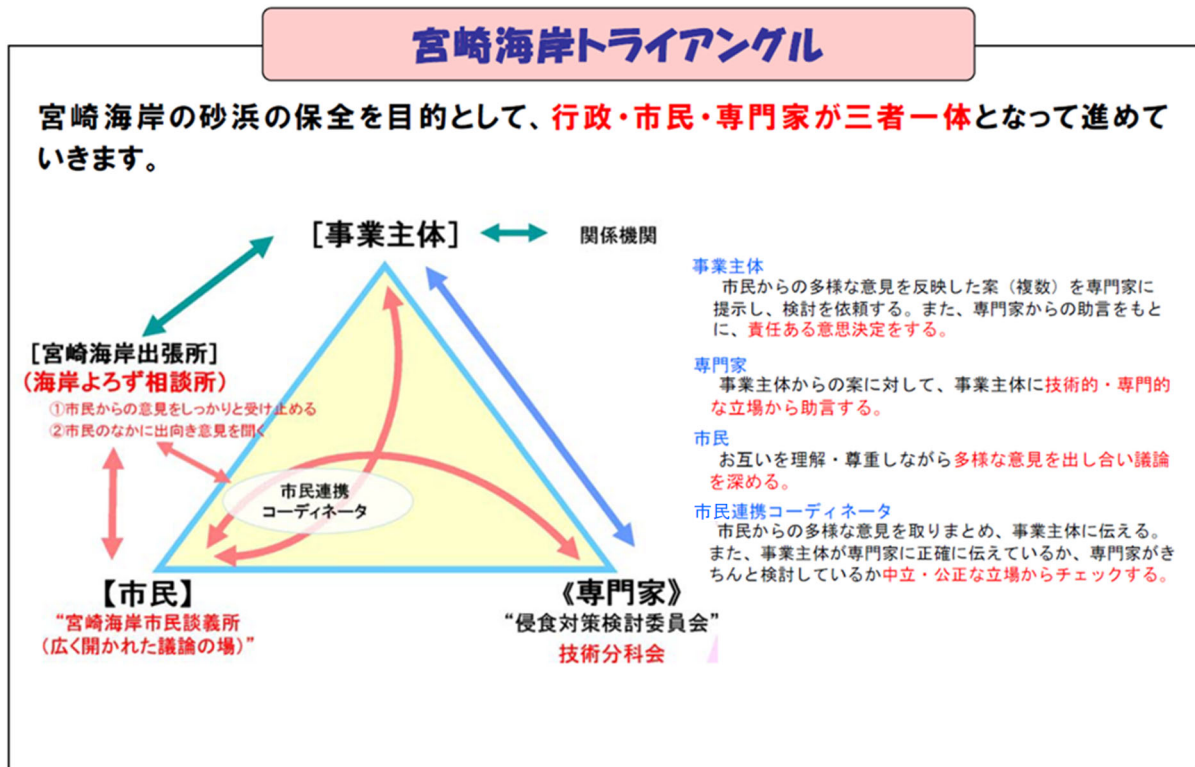 宮崎海岸トライアングル
宮崎海岸の砂浜の保全を目的として、行政・市民・専門家が三者一体となって進めて
いきます。
[事業主体]
関係機関
[宮崎海岸出張所]
(海岸よろず相談所)
①市民からの意見をしっかりと受け止める
②市民のなかに出向き意見を聞く
市民連携
コーディネータ
【市民】
“宮崎海岸市民談義所
(広く開かれた議論の場)”
《専門家》
“侵食対策検討委員会”
技術分科会
事業主体
市民からの多様な意見を反映した案（複数）を専門家に
提示し、検討を依頼する。また、専門家からの助言をもと
に、責任ある意思決定をする。
専門家
事業主体からの案に対して、事業主体に技術的・専門的
な立場から助言する。
市民
お互いを理解・尊重しながら多様な意見を出し合い議論
を深める。
市民連携コーディネータ
市民からの多様な意見を取りまとめ、事業主体に伝える。
また、事業主体が専門家に正確に伝えているか、専門家がき
ちんと検討しているか中立・公正な立場からチェックする。